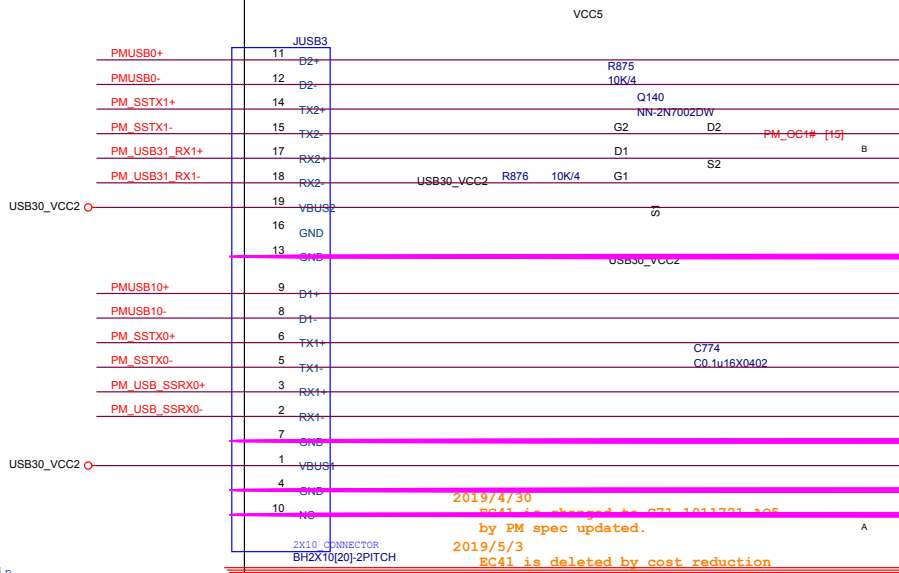 VCC5
JUSB3
PMUSB0+ 11 D2+
R875
PMUSB0- 12 D2-
10K/4
PM_SSTX1+ 14 TX2+
Q140
NN-2N7002DW
PM_SSTX1- 15 TX2-
G2 D2
PM_OC1# [15]
PM_USB31_RX1+ 17 RX2+
D1
B
S2
PM_USB31_RX1- 18 RX2-
USB30_VCC2 R876 10K/4 G1
USB30_VCC2 19 VBUS2
S1
16 GND
13 GND
USB30_VCC2
PMUSB10+ 9 D1+
PMUSB10- 8 D1-
PM_SSTX0+ 6 TX1+
C774
PM_SSTX0- 5 TX1-
C0.1u16X0402
PM_USB_SSRX0+ 3 RX1+
PM_USB_SSRX0- 2 RX1-
7 GND
USB30_VCC2 1 VBUS1
4 GND
2019/4/30
10 NC
EC41 is changed to
by PM spec updated.
A
2X10 CONNECTOR
2019/5/3
BH2X10[20]-2PITCH
EC41 is deleted by cost reduction